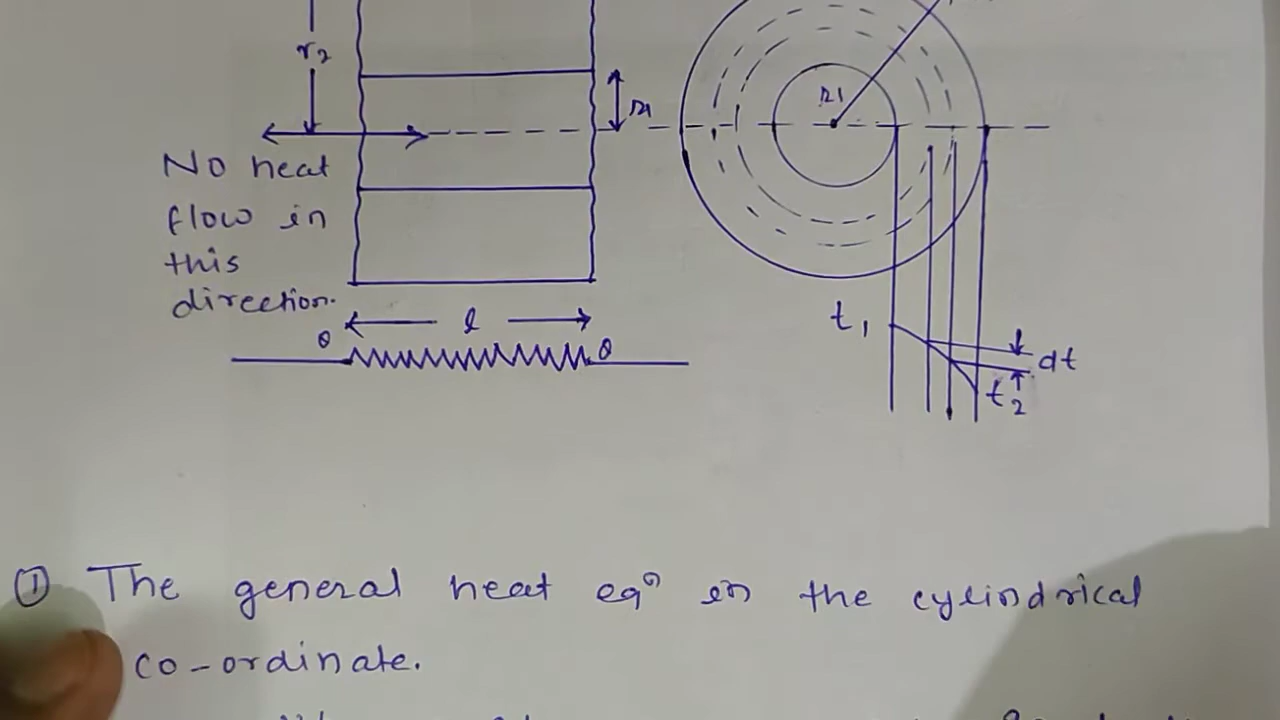 r₂
r₁
r₁
No heat
flow in
this
direction.
l
Q
Q
t₁
dt
t₂
① The general heat eqⁿ in the cylindrical
co-ordinate.